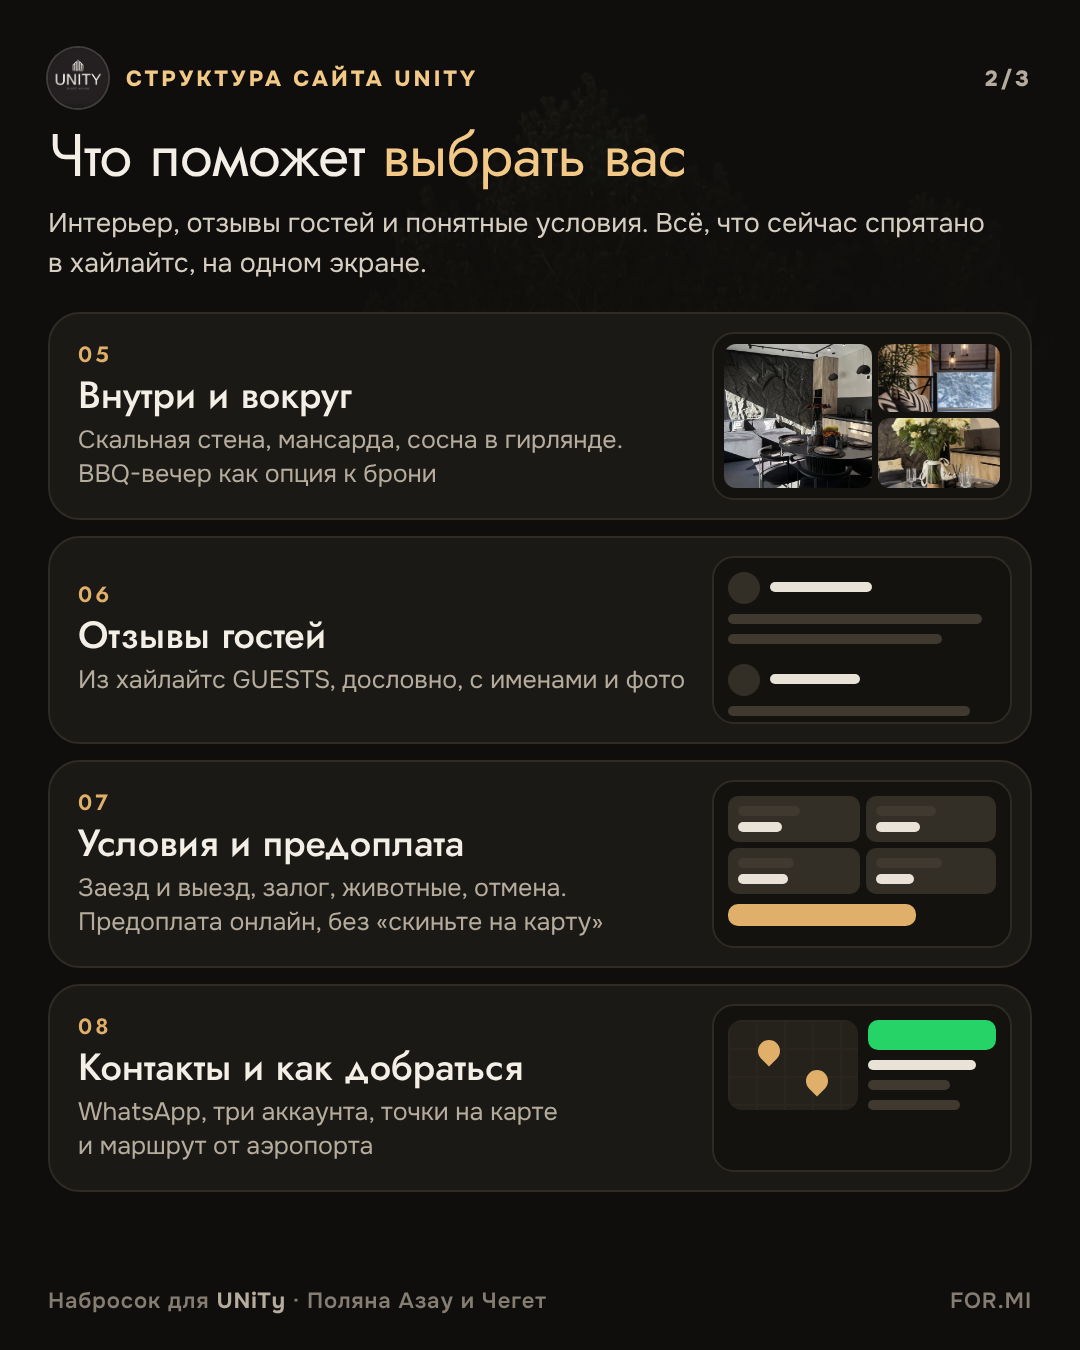 UNITY
СТРУКТУРА САЙТА UNITY
2/3
Что поможет выбрать вас
Интерьер, отзывы гостей и понятные условия. Всё, что сейчас спрятано
в хайлайтс, на одном экране.
05
Внутри и вокруг
Скальная стена, мансарда, сосна в гирлянде.
BBQ-вечер как опция к брони
06
Отзывы гостей
Из хайлайтс GUESTS, дословно, с именами и фото
07
Условия и предоплата
Заезд и выезд, залог, животные, отмена.
Предоплата онлайн, без «скиньте на карту»
08
Контакты и как добраться
WhatsApp, три аккаунта, точки на карте
и маршрут от аэропорта
Набросок для UNiTy · Поляна Азау и Чегет
FOR.MI